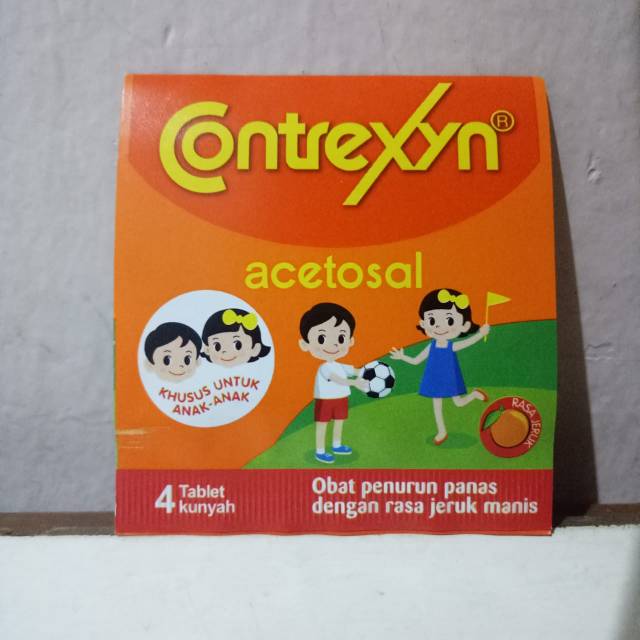 Contrexyn®
acetosal
KHUSUS UNTUK
ANAK-ANAK
RASA JERUK
4 Tablet
kunyah
Obat penurun panas
dengan rasa jeruk manis